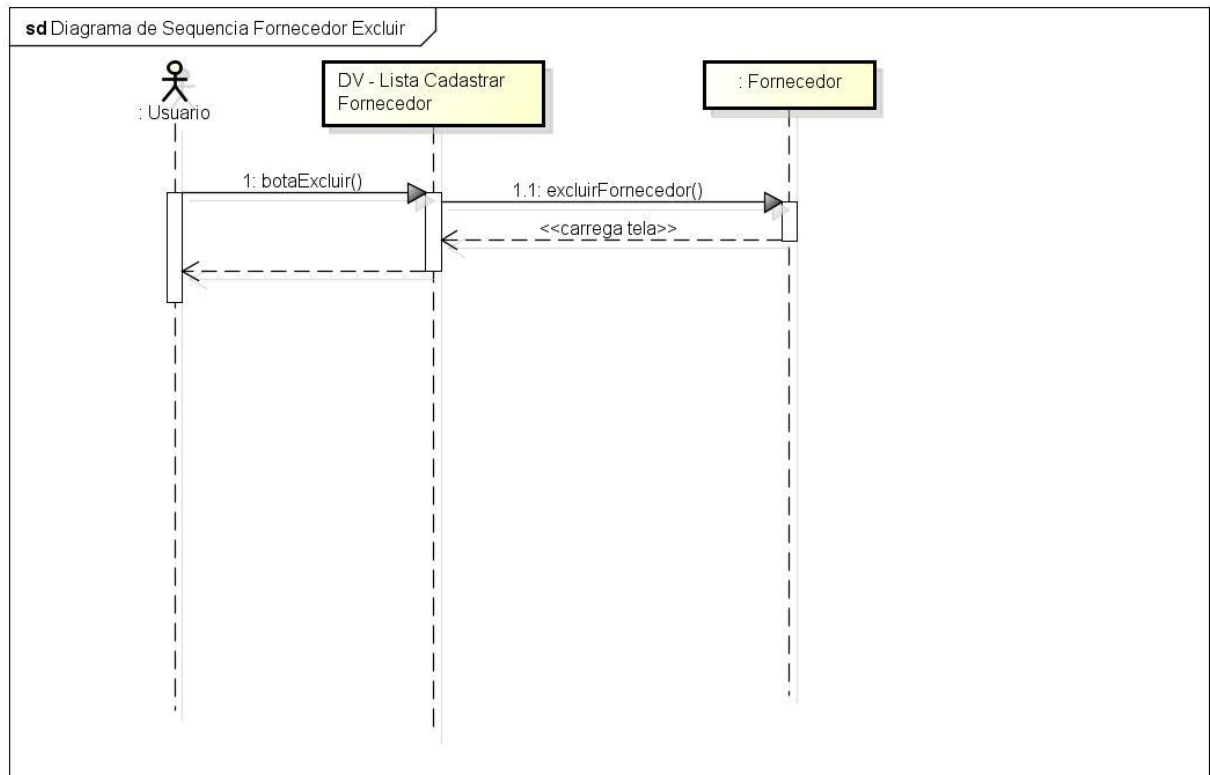 sd Diagrama de Sequencia Fornecedor Excluir
: Usuario
DV - Lista Cadastrar
Fornecedor
: Fornecedor
1: botaExcluir()
1.1: excluirFornecedor()
<<carrega tela>>